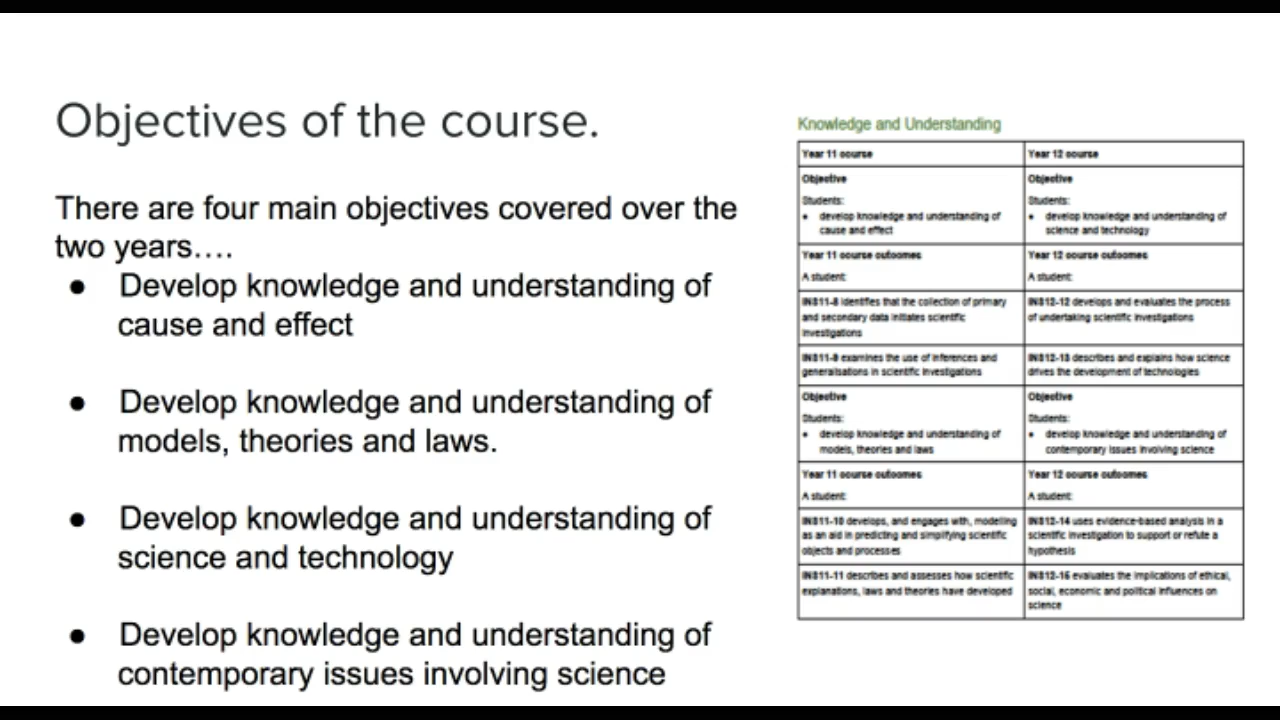 Objectives of the course.
There are four main objectives covered over the
two years….
● Develop knowledge and understanding of
cause and effect
● Develop knowledge and understanding of
models, theories and laws.
● Develop knowledge and understanding of
science and technology
● Develop knowledge and understanding of
contemporary issues involving science
Knowledge and Understanding
Year 11 course
Year 12 course
Objective
Students:
• develop knowledge and understanding of
cause and effect
Objective
Students:
• develop knowledge and understanding of
science and technology
Year 11 course outcomes
A student:
Year 12 course outcomes
A student:
INS11-8 identifies that the collection of primary
and secondary data initiates scientific
investigations
INS12-12 develops and evaluates the process
of undertaking scientific investigations
INS11-9 examines the use of inferences and
generalisations in scientific investigations
INS12-13 describes and explains how science
drives the development of technologies
Objective
Students:
• develop knowledge and understanding of
models, theories and laws
Objective
Students:
• develop knowledge and understanding of
contemporary issues involving science
Year 11 course outcomes
A student:
Year 12 course outcomes
A student:
INS11-10 develops, and engages with, modelling
as an aid in predicting and simplifying scientific
objects and processes
INS12-14 uses evidence-based analysis in a
scientific investigation to support or refute a
hypothesis
INS11-11 describes and assesses how scientific
explanations, laws and theories have developed
INS12-15 evaluates the implications of ethical,
social, economic and political influences on
science